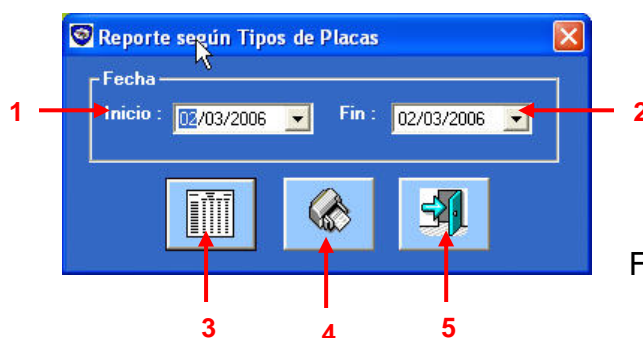 Reporte según Tipos de Placas
Fecha
1 Inicio : 02/03/2006 Fin : 02/03/2006 2
F
3 4 5